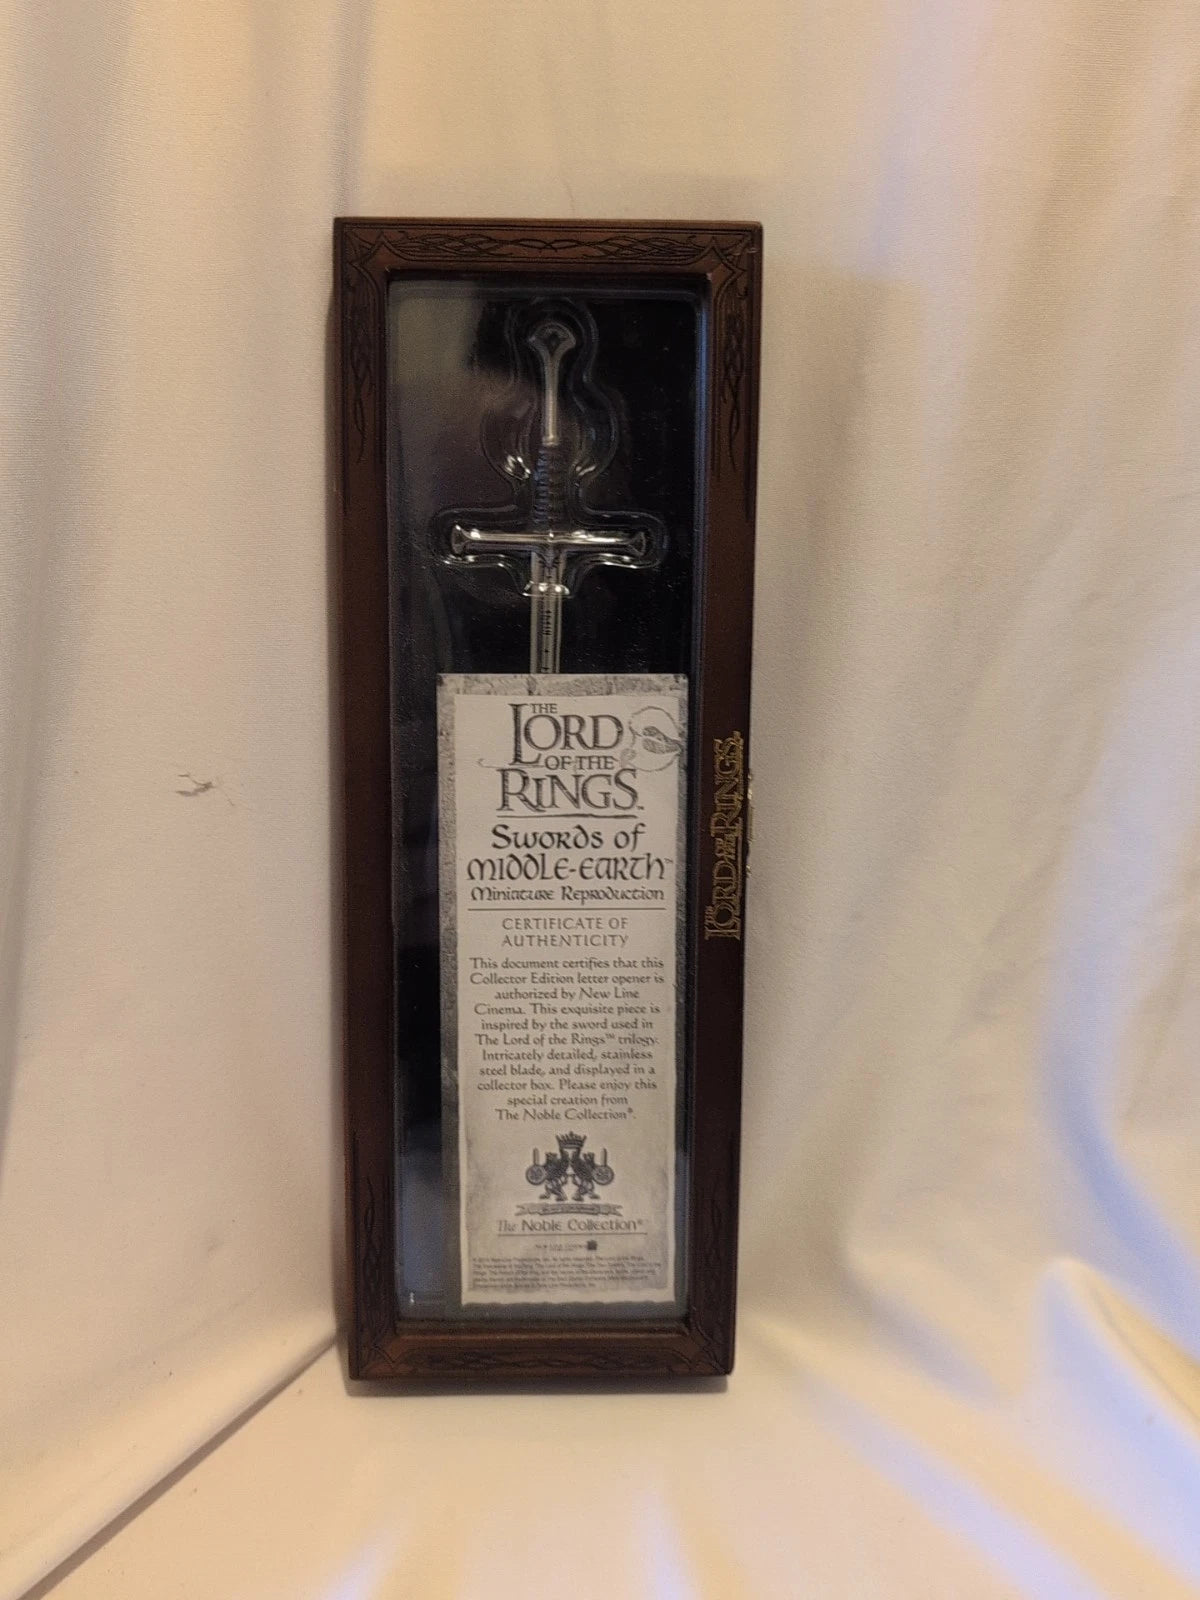 THE
LORD
OF THE
RINGS™
Swords of
MIDDLE-EARTH™
Miniature Reproduction
CERTIFICATE OF
AUTHENTICITY
This document certifies that this
Collector Edition letter opener is
authorized by New Line
Cinema. This exquisite piece is
inspired by the sword used in
The Lord of the Rings™ trilogy.
Intricately detailed, stainless
steel blade, and displayed in a
collector box. Please enjoy this
special creation from
The Noble Collection®.
The Noble Collection®
THE LORD OF THE RINGS